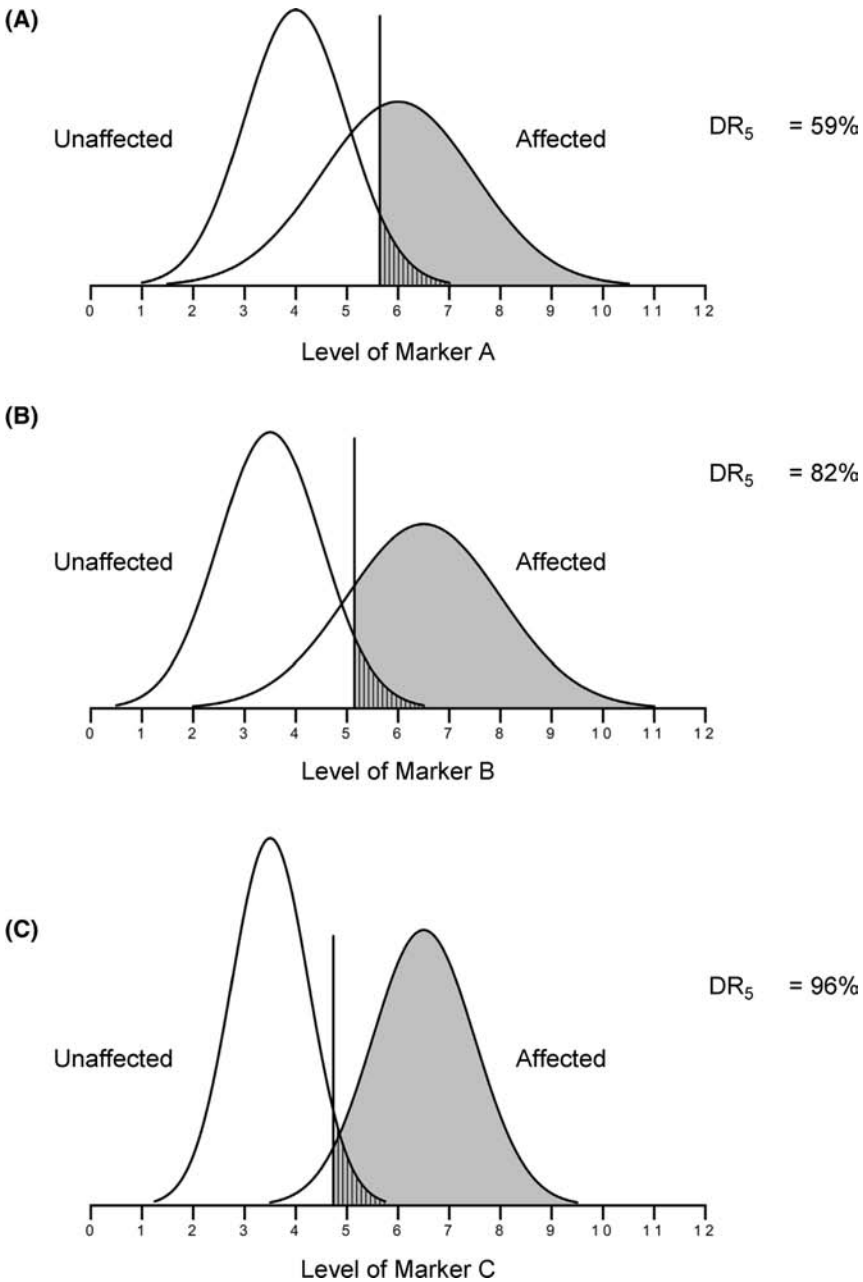 (A)
Unaffected
Affected
DR₅ = 59%
0 1 2 3 4 5 6 7 8 9 10 11 12
Level of Marker A
(B)
DR₅ = 82%
Unaffected
Affected
0 1 2 3 4 5 6 7 8 9 10 11 12
Level of Marker B
(C)
DR₅ = 96%
Unaffected
Affected
0 1 2 3 4 5 6 7 8 9 10 11 12
Level of Marker C